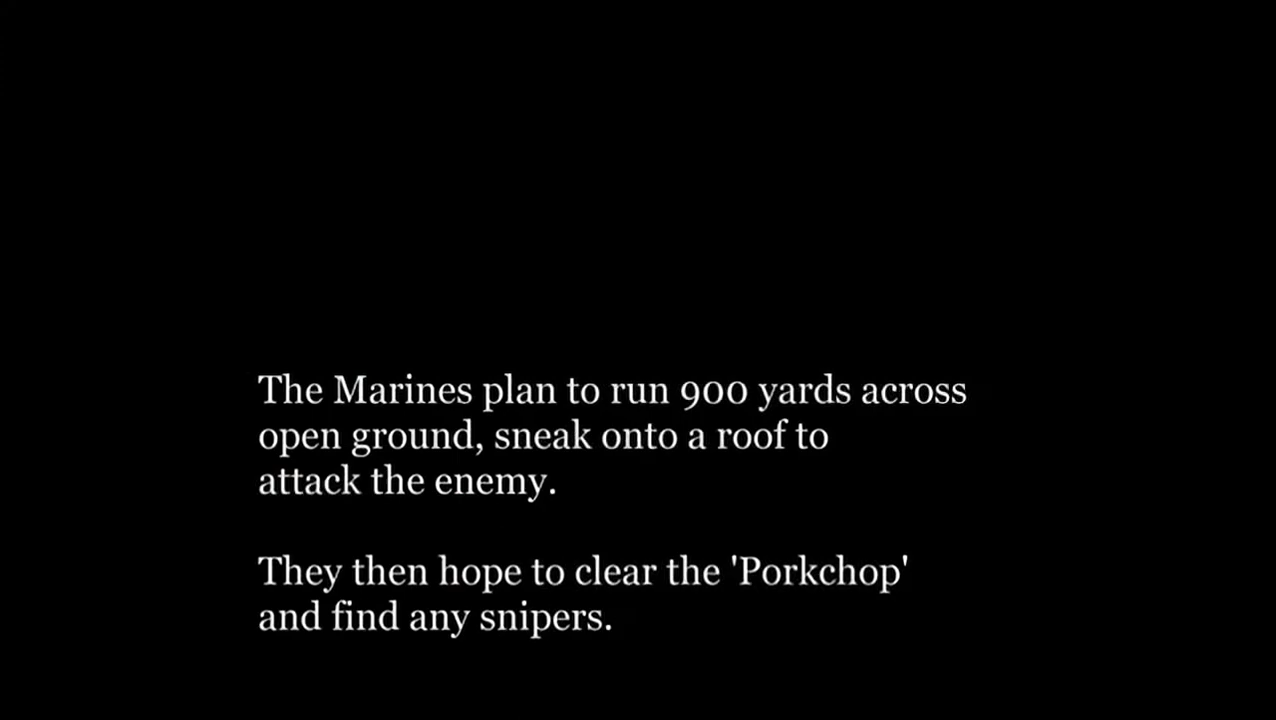 The Marines plan to run 900 yards across
open ground, sneak onto a roof to
attack the enemy.
They then hope to clear the 'Porkchop'
and find any snipers.